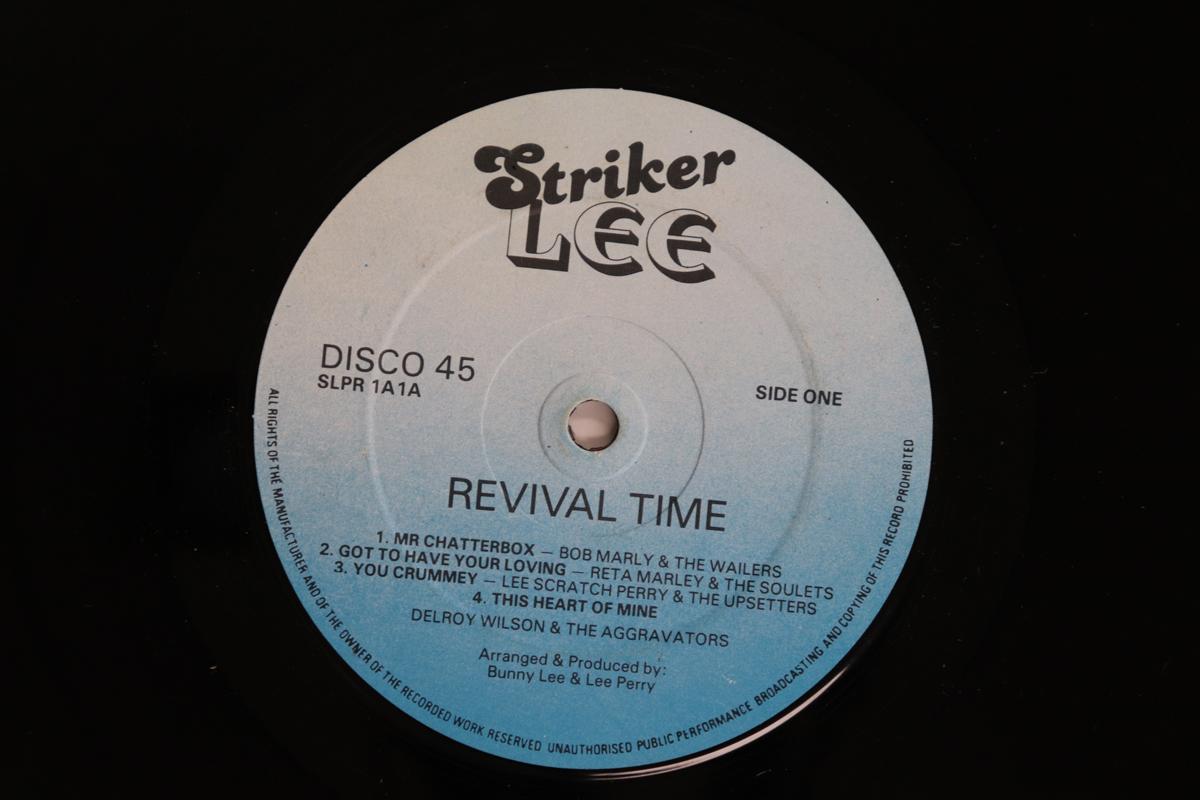 Striker
LEE
DISCO 45
SLPR 1A1A
SIDE ONE
REVIVAL TIME
1. MR CHATTERBOX — BOB MARLY & THE WAILERS
2. GOT TO HAVE YOUR LOVING — RETA MARLEY & THE SOULETS
3. YOU CRUMMEY — LEE SCRATCH PERRY & THE UPSETTERS
4. THIS HEART OF MINE
DELROY WILSON & THE AGGRAVATORS
Arranged & Produced by:
Bunny Lee & Lee Perry
ALL RIGHTS OF THE MANUFACTURER AND OF THE OWNER OF THE RECORDED WORK RESERVED UNAUTHORISED PUBLIC PERFORMANCE BROADCASTING AND COPYING OF THIS RECORD PROHIBITED